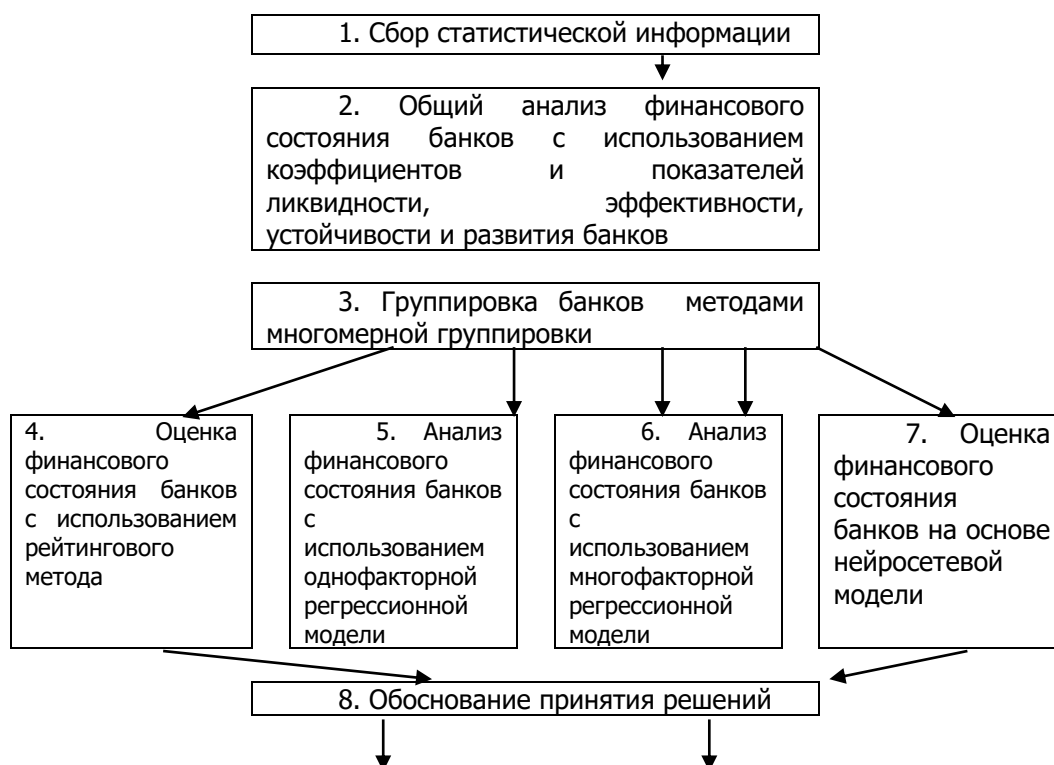 1. Сбор статистической информации
2. Общий анализ финансового
состояния банков с использованием
коэффициентов и показателей
ликвидности, эффективности,
устойчивости и развития банков
3. Группировка банков методами
многомерной группировки
4. Оценка
финансового
состояния банков
с использованием
рейтингового
метода
5. Анализ
финансового
состояния банков
с
использованием
однофакторной
регрессионной
модели
6. Анализ
финансового
состояния банков
с
использованием
многофакторной
регрессионной
модели
7. Оценка
финансового
состояния
банков на основе
нейросетевой
модели
8. Обоснование принятия решений